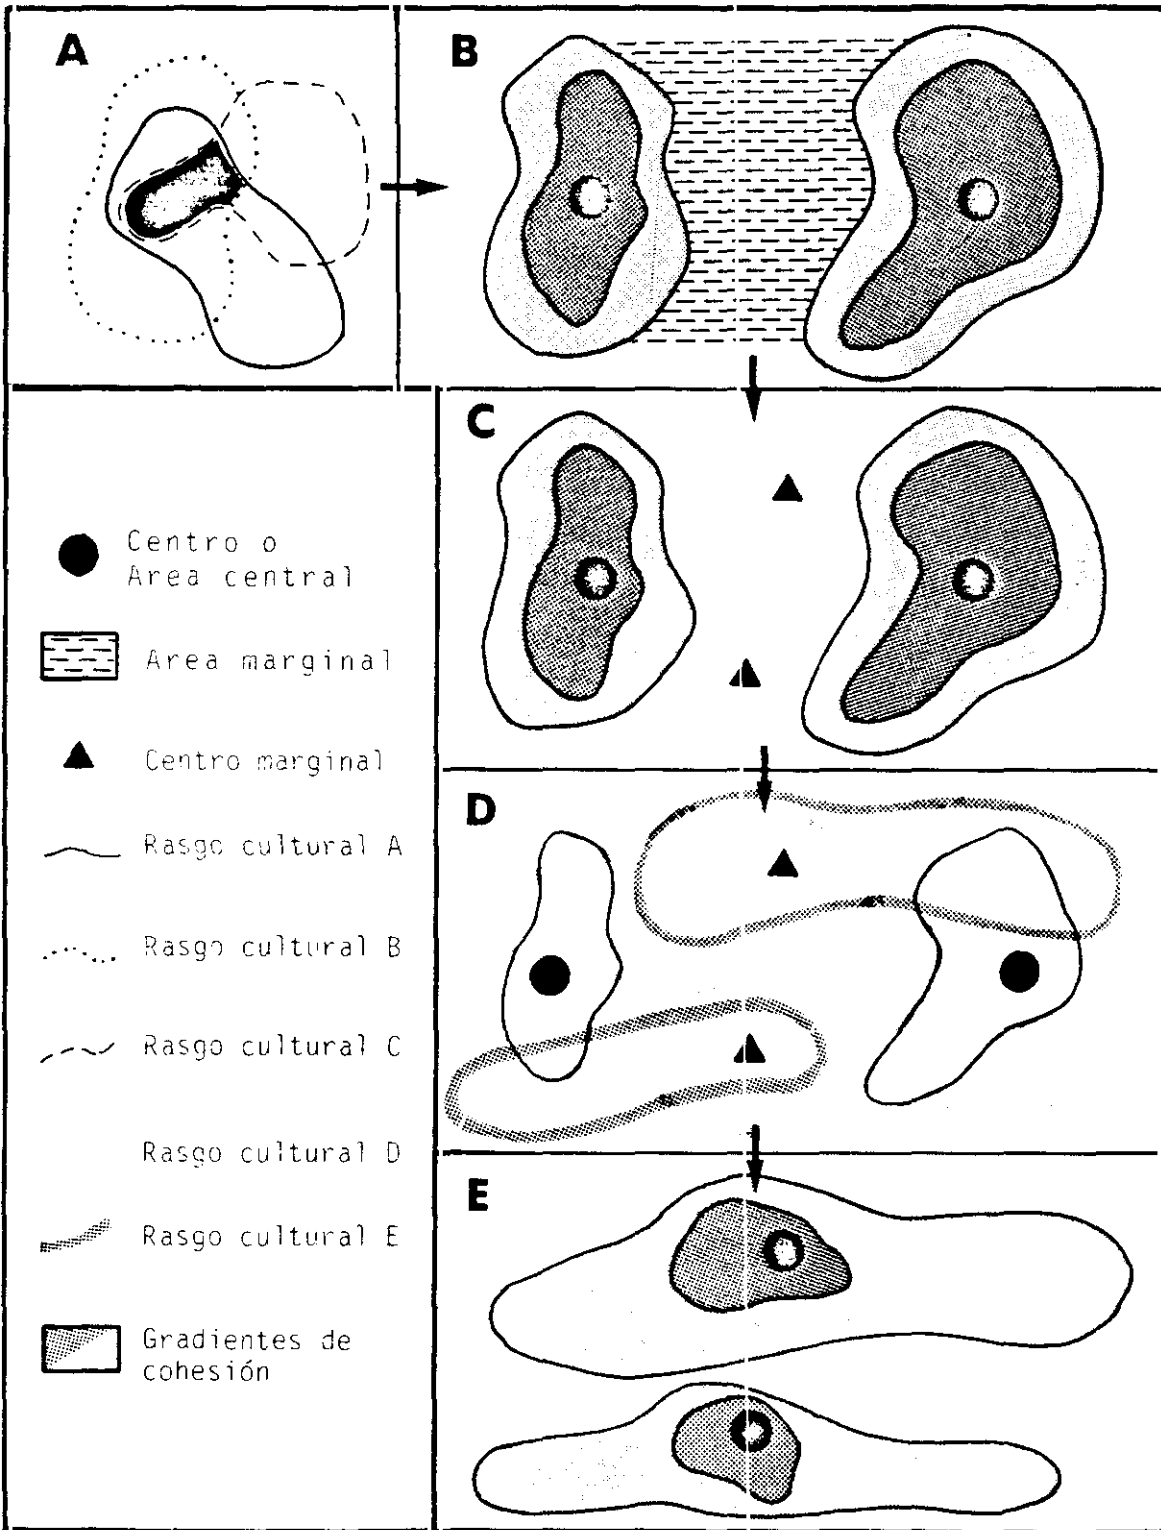 A
B
C
Centro o
Area central
Area marginal
Centro marginal
D
Rasgo cultural A
Rasgo cultural B
Rasgo cultural C
Rasgo cultural D
E
Rasgo cultural E
Gradientes de
cohesión